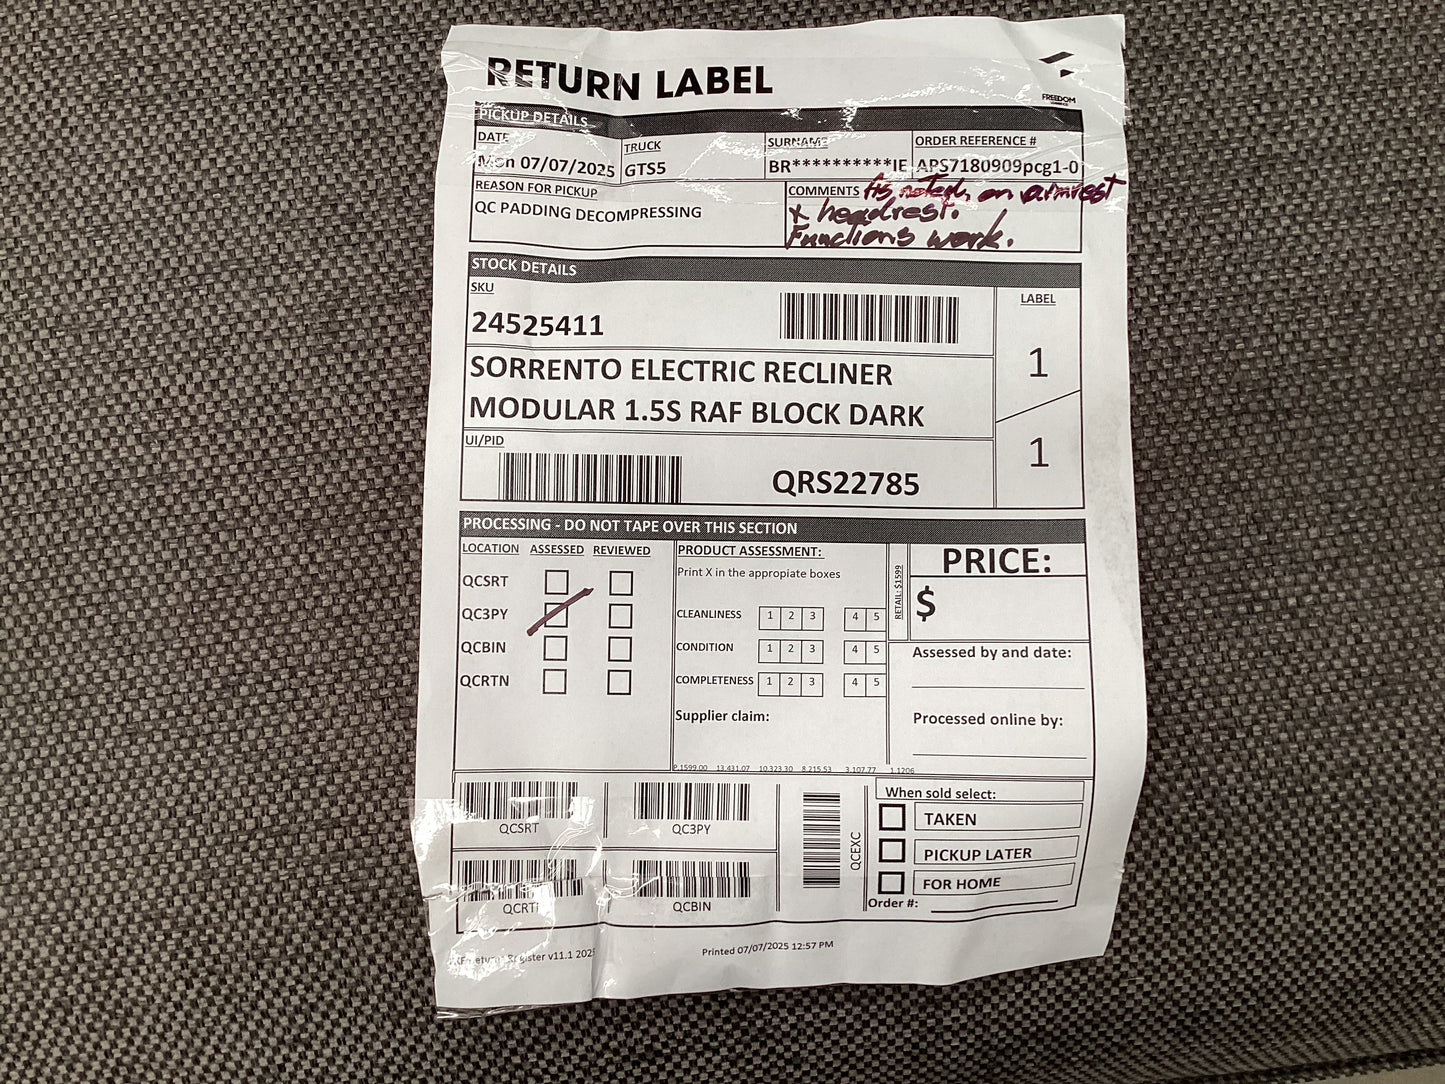 RETURN LABEL
FREEDOM
PICKUP DETAILS
DATE
Mon 07/07/2025
TRUCK
GTS5
SURNAME
BR**********IE
ORDER REFERENCE #
APS7180909pcg1-0
REASON FOR PICKUP
QC PADDING DECOMPRESSING
COMMENTS As noted, on armrest
x headrest.
Functions work.
STOCK DETAILS
SKU
24525411
LABEL
1
1
SORRENTO ELECTRIC RECLINER
MODULAR 1.5S RAF BLOCK DARK
UI/PID
QRS22785
PROCESSING - DO NOT TAPE OVER THIS SECTION
LOCATION ASSESSED REVIEWED
QCSRT
QC3PY
QCBIN
QCRTN
PRODUCT ASSESSMENT:
Print X in the appropiate boxes
CLEANLINESS 1 2 3 4 5
CONDITION 1 2 3 4 5
COMPLETENESS 1 2 3 4 5
Supplier claim:
P.1599.00 13.431.07 10.323.30 8.215.53 3.107.77 1.1206
RETAIL: $1599
PRICE:
$
Assessed by and date:
Processed online by:
QCSRT
QC3PY
QCRT
QCBIN
QCEXC
When sold select:
TAKEN
PICKUP LATER
FOR HOME
Order #:
Register v11.1 2025
Printed 07/07/2025 12:57 PM